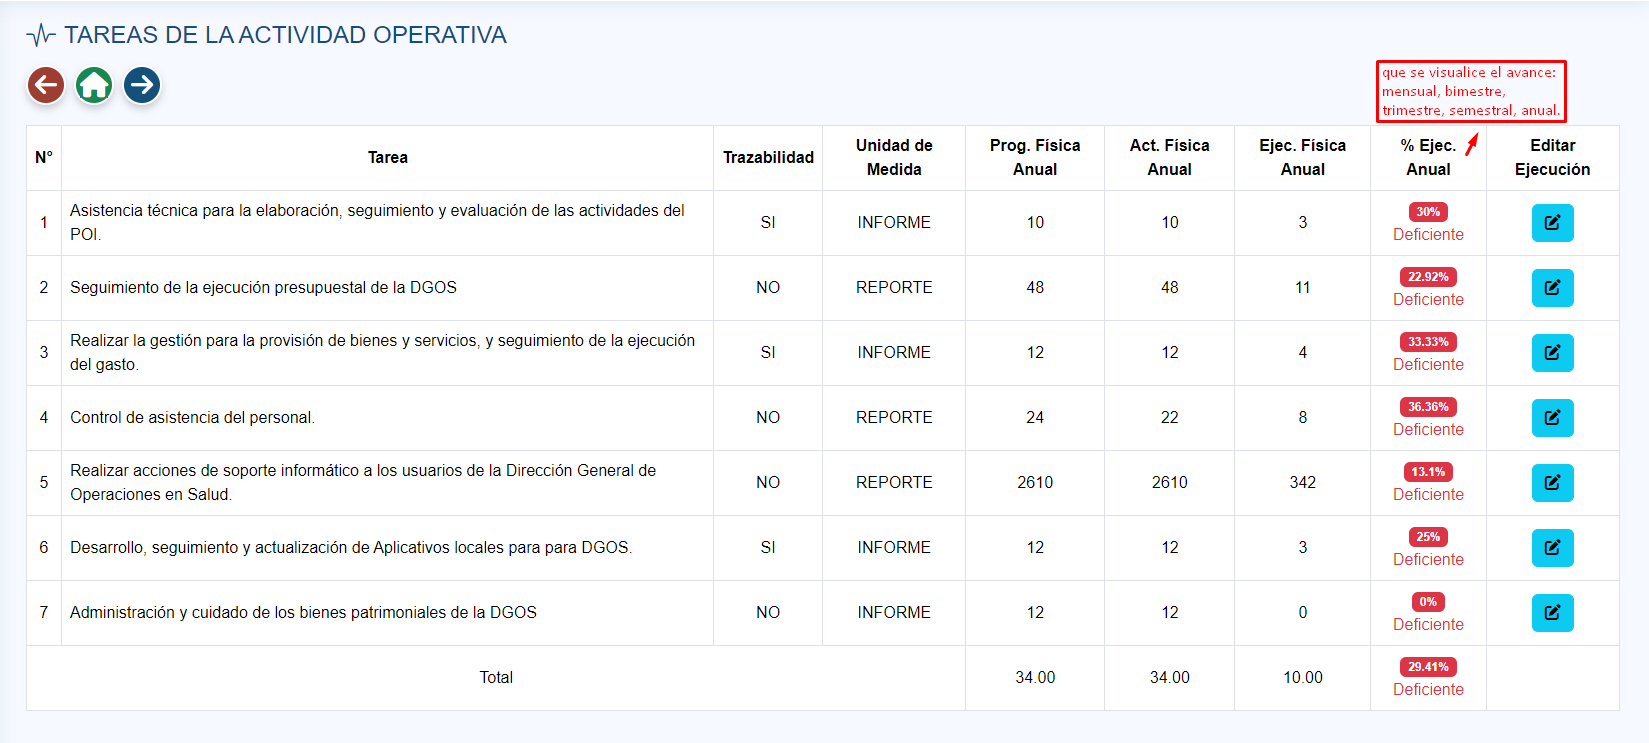 TAREAS DE LA ACTIVIDAD OPERATIVA
que se visualice el avance:
mensual, bimestre,
trimestre, semestral, anual.
N° Tarea Trazabilidad Unidad de Medida Prog. Física Anual Act. Física Anual Ejec. Física Anual % Ejec. Anual Editar Ejecución
1 Asistencia técnica para la elaboración, seguimiento y evaluación de las actividades del
POI. SI INFORME 10 10 3 30% Deficiente
2 Seguimiento de la ejecución presupuestal de la DGOS NO REPORTE 48 48 11 22.92% Deficiente
3 Realizar la gestión para la provisión de bienes y servicios, y seguimiento de la ejecución
del gasto. SI INFORME 12 12 4 33.33% Deficiente
4 Control de asistencia del personal. NO REPORTE 24 22 8 36.36% Deficiente
5 Realizar acciones de soporte informático a los usuarios de la Dirección General de
Operaciones en Salud. NO REPORTE 2610 2610 342 13.1% Deficiente
6 Desarrollo, seguimiento y actualización de Aplicativos locales para para DGOS. SI INFORME 12 12 3 25% Deficiente
7 Administración y cuidado de los bienes patrimoniales de la DGOS NO INFORME 12 12 0 0% Deficiente
Total 34.00 34.00 10.00 29.41% Deficiente